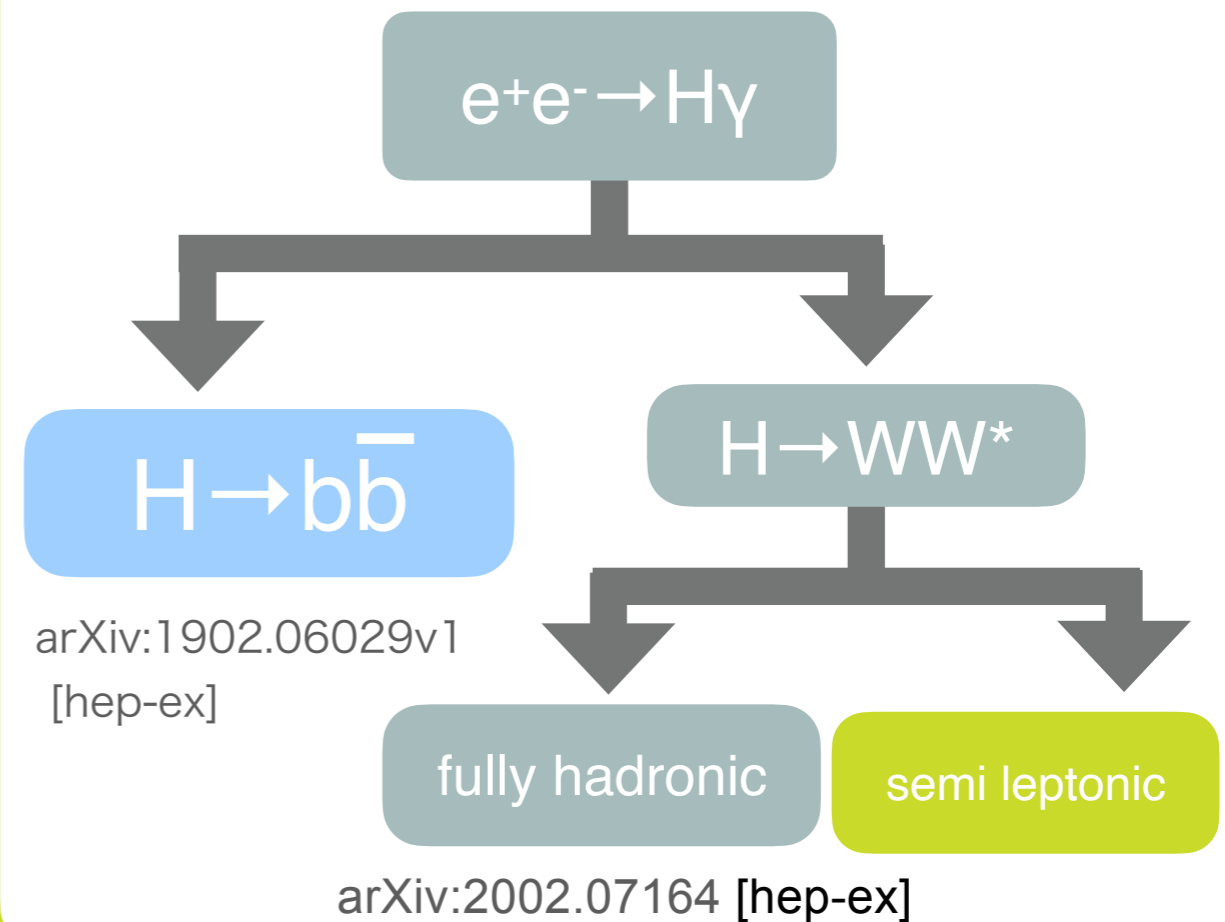 e⁺e⁻→Hγ
H→bb̅
H→WW*
arXiv:1902.06029v1
[hep-ex]
fully hadronic
semi leptonic
arXiv:2002.07164 [hep-ex]